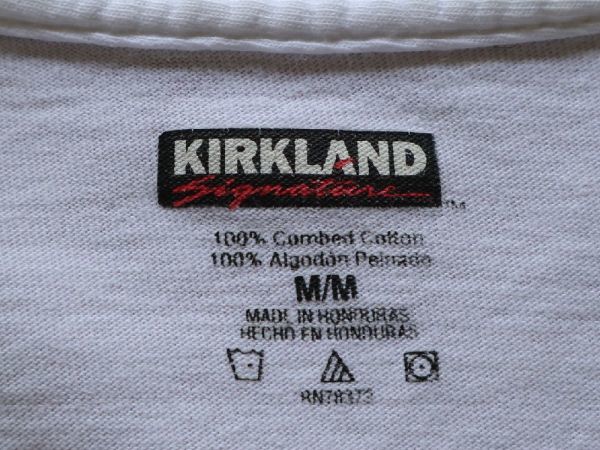 KIRKLAND
Signature
TM
100% Combed Cotton
100% Algodón Peinado
M/M
MADE IN HONDURAS
HECHO EN HONDURAS
RN78373